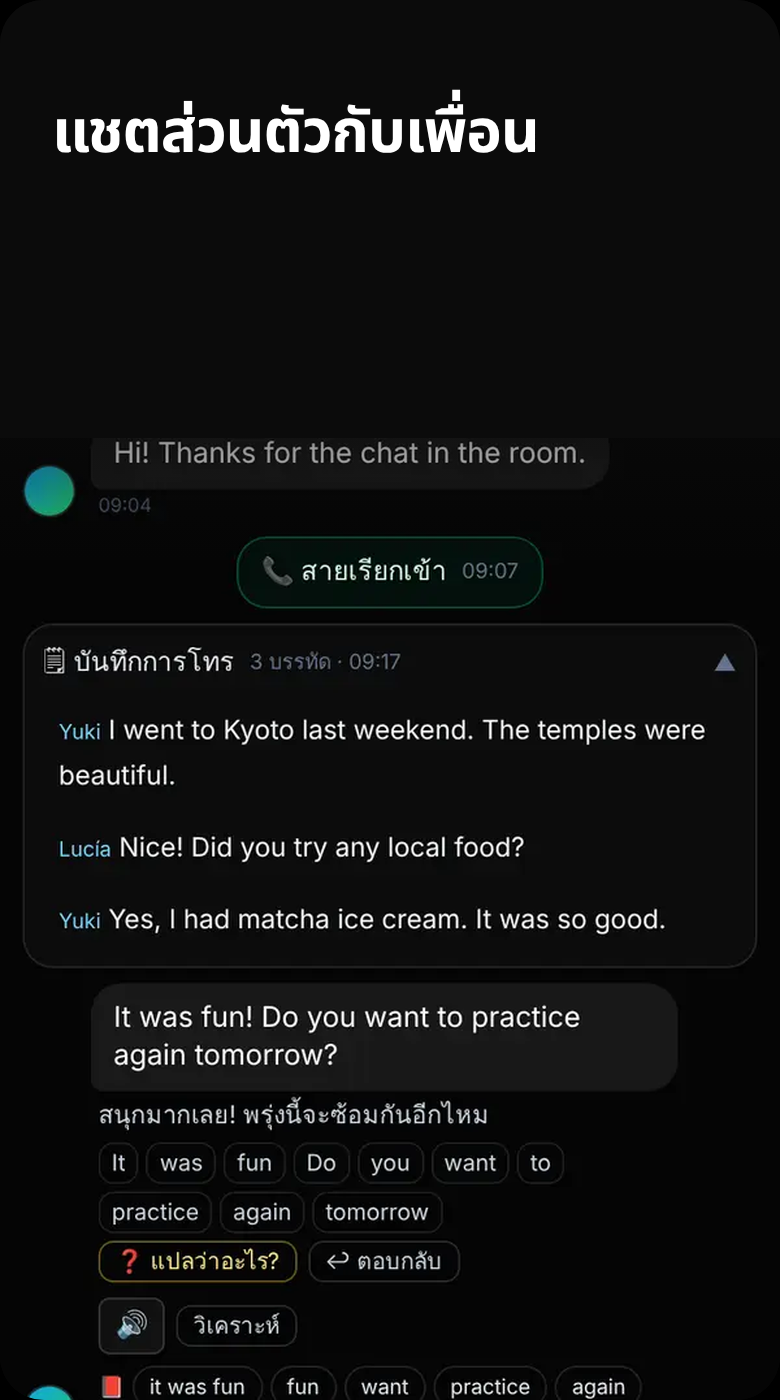 แชตส่วนตัวกับเพื่อน
Hi! Thanks for the chat in the room.
09:04
สายเรียกเข้า 09:07
บันทึกการโทร 3 บรรทัด · 09:17
Yuki I went to Kyoto last weekend. The temples were
beautiful.
Lucía Nice! Did you try any local food?
Yuki Yes, I had matcha ice cream. It was so good.
It was fun! Do you want to practice
again tomorrow?
สนุกมากเลย! พรุ่งนี้จะซ้อมกันอีกไหม
It was fun Do you want to
practice again tomorrow
❓ แปลว่าอะไร? ↩ ตอบกลับ
วิเคราะห์
it was fun fun want practice again